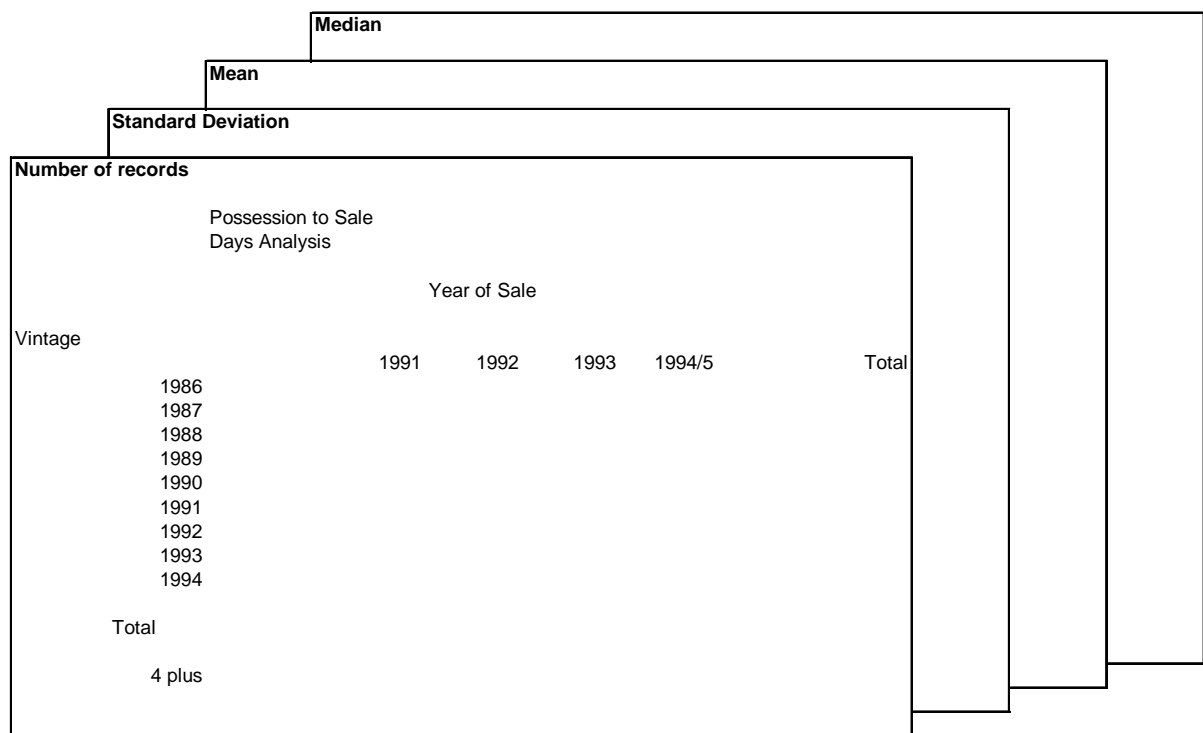 Median
Mean
Standard Deviation
Number of records
Possession to Sale
Days Analysis
Year of Sale
Vintage
1991 1992 1993 1994/5 Total
1986
1987
1988
1989
1990
1991
1992
1993
1994
Total
4 plus